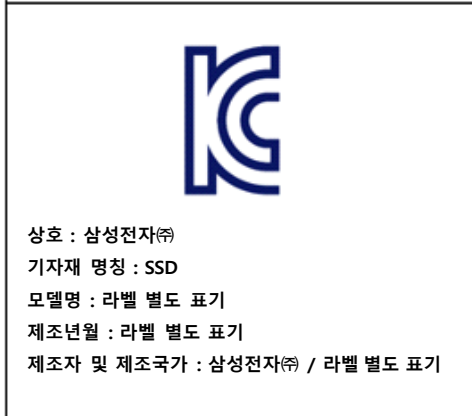 KC
상호 : 삼성전자㈜
기자재 명칭 : SSD
모델명 : 라벨 별도 표기
제조년월 : 라벨 별도 표기
제조자 및 제조국가 : 삼성전자㈜ / 라벨 별도 표기